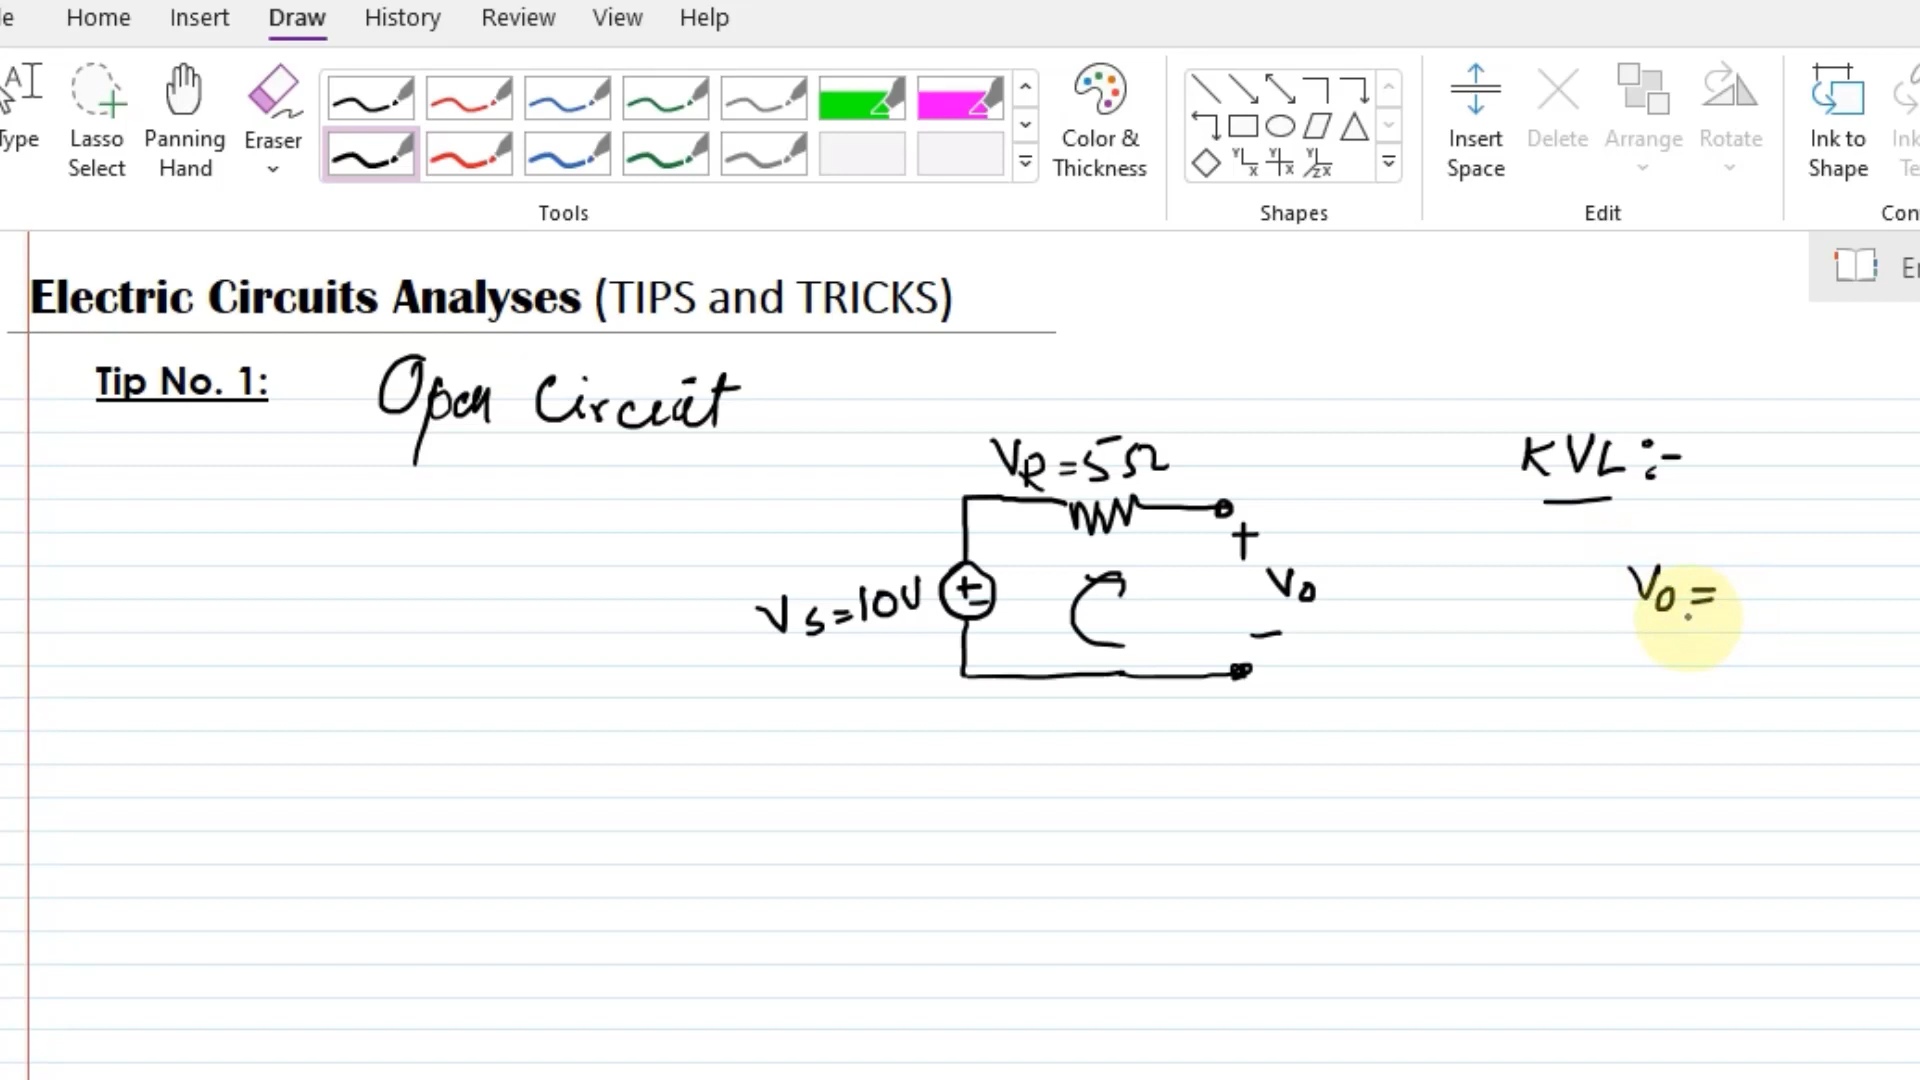 Home Insert Draw History Review View Help
Lasso Select
Panning Hand
Eraser
Color & Thickness
Insert Space
Delete
Arrange
Rotate
Ink to Shape
Tools
Shapes
Edit
Electric Circuits Analyses (TIPS and TRICKS)
Tip No. 1: Open Circuit
VR = 5Ω
KVL :-
Vs = 10V
+
Vo
-
Vo =